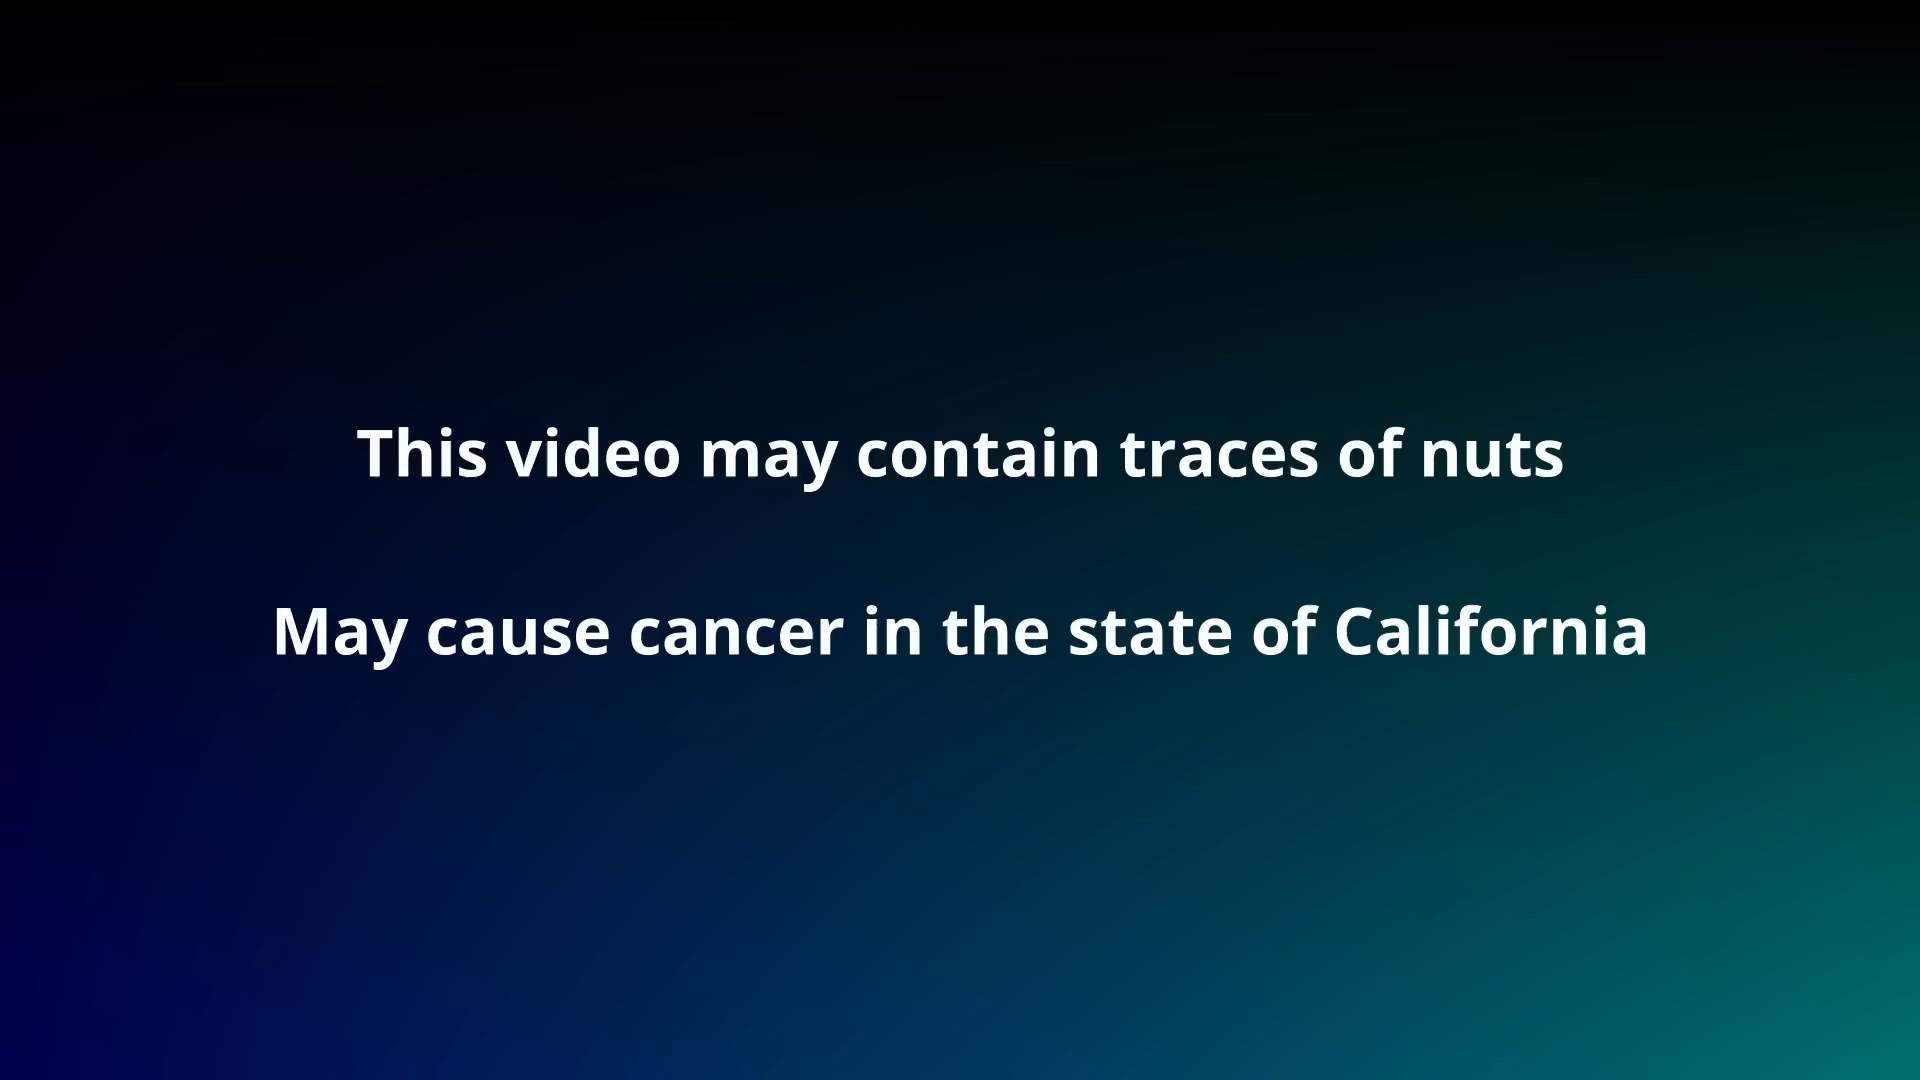 This video may contain traces of nuts
May cause cancer in the state of California